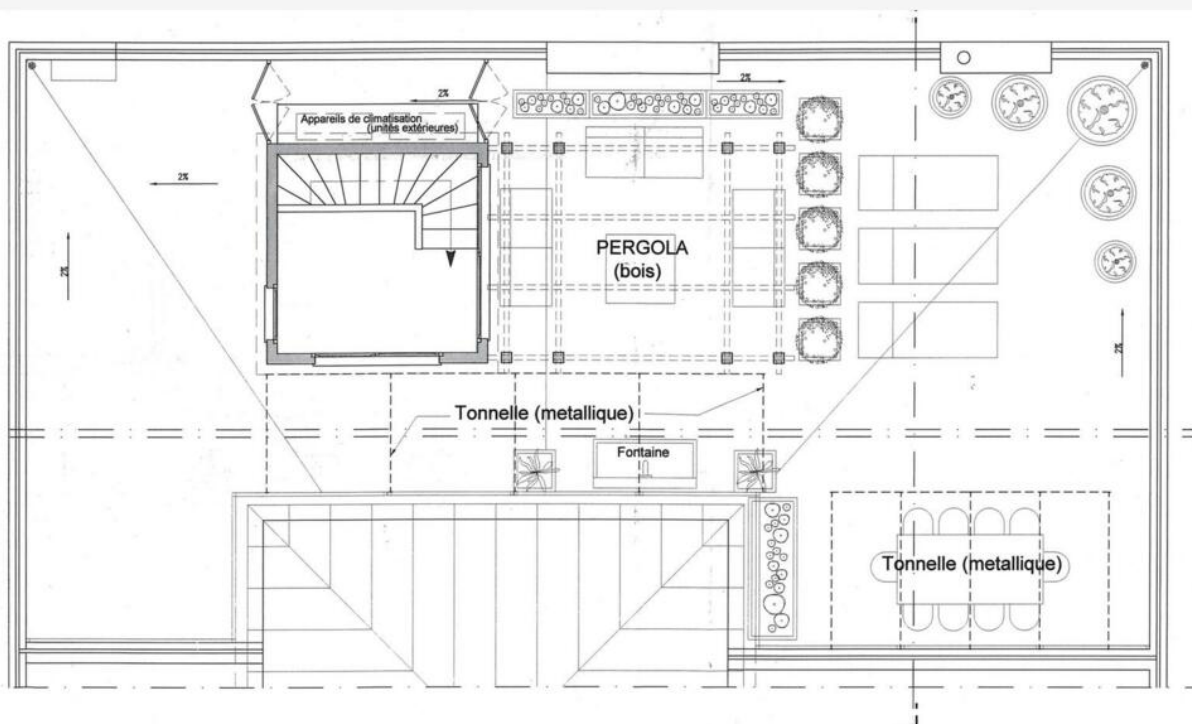 2%
2%
Appareils de climatisation
(unités extérieures)
2%
2%
PERGOLA
(bois)
2%
Tonnelle (metallique)
Fontaine
Tonnelle (metallique)